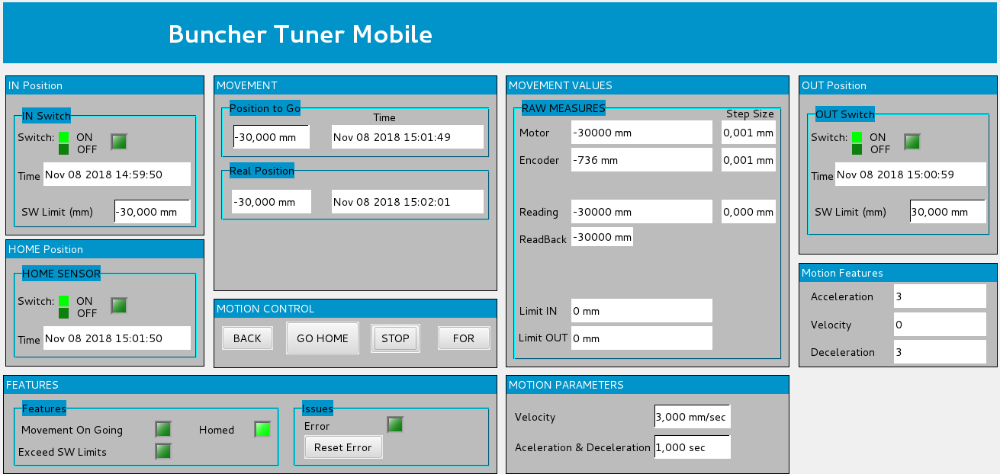 Buncher Tuner Mobile
IN Position
IN Switch
Switch: ON
OFF
Time Nov 08 2018 14:59:50
SW Limit (mm) -30,000 mm
HOME Position
HOME SENSOR
Switch: ON
OFF
Time Nov 08 2018 15:01:50
MOVEMENT
Position to Go
Time
-30,000 mm Nov 08 2018 15:01:49
Real Position
-30,000 mm Nov 08 2018 15:02:01
MOTION CONTROL
BACK GO HOME STOP FOR
MOVEMENT VALUES
RAW MEASURES
Step Size
Motor -30000 mm 0,001 mm
Encoder -736 mm 0,001 mm
Reading -30000 mm 0,000 mm
ReadBack -30000 mm
Limit IN 0 mm
Limit OUT 0 mm
OUT Position
OUT Switch
Switch: ON
OFF
Time Nov 08 2018 15:00:59
SW Limit (mm) 30,000 mm
Motion Features
Acceleration 3
Velocity 0
Deceleration 3
FEATURES
Features
Movement On Going Homed
Exceed SW Limits
Issues
Error
Reset Error
MOTION PARAMETERS
Velocity 3,000 mm/sec
Aceleration & Deceleration 1,000 sec